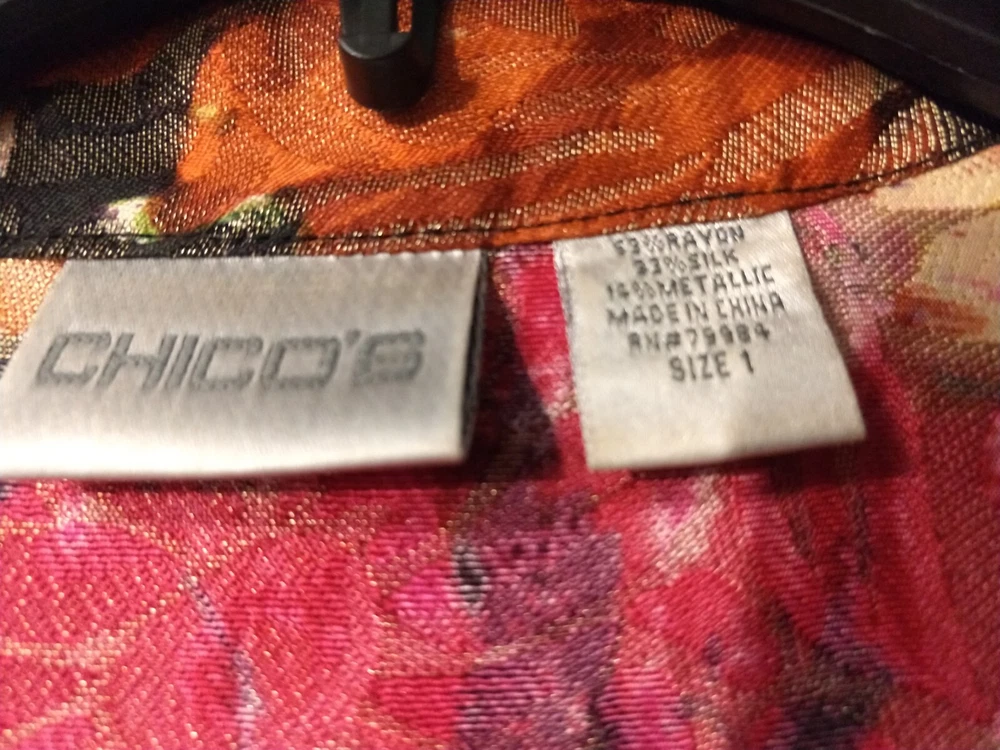 CHICO'S
53% RAYON
33% SILK
14% METALLIC
MADE IN CHINA
RN# 79984
SIZE 1